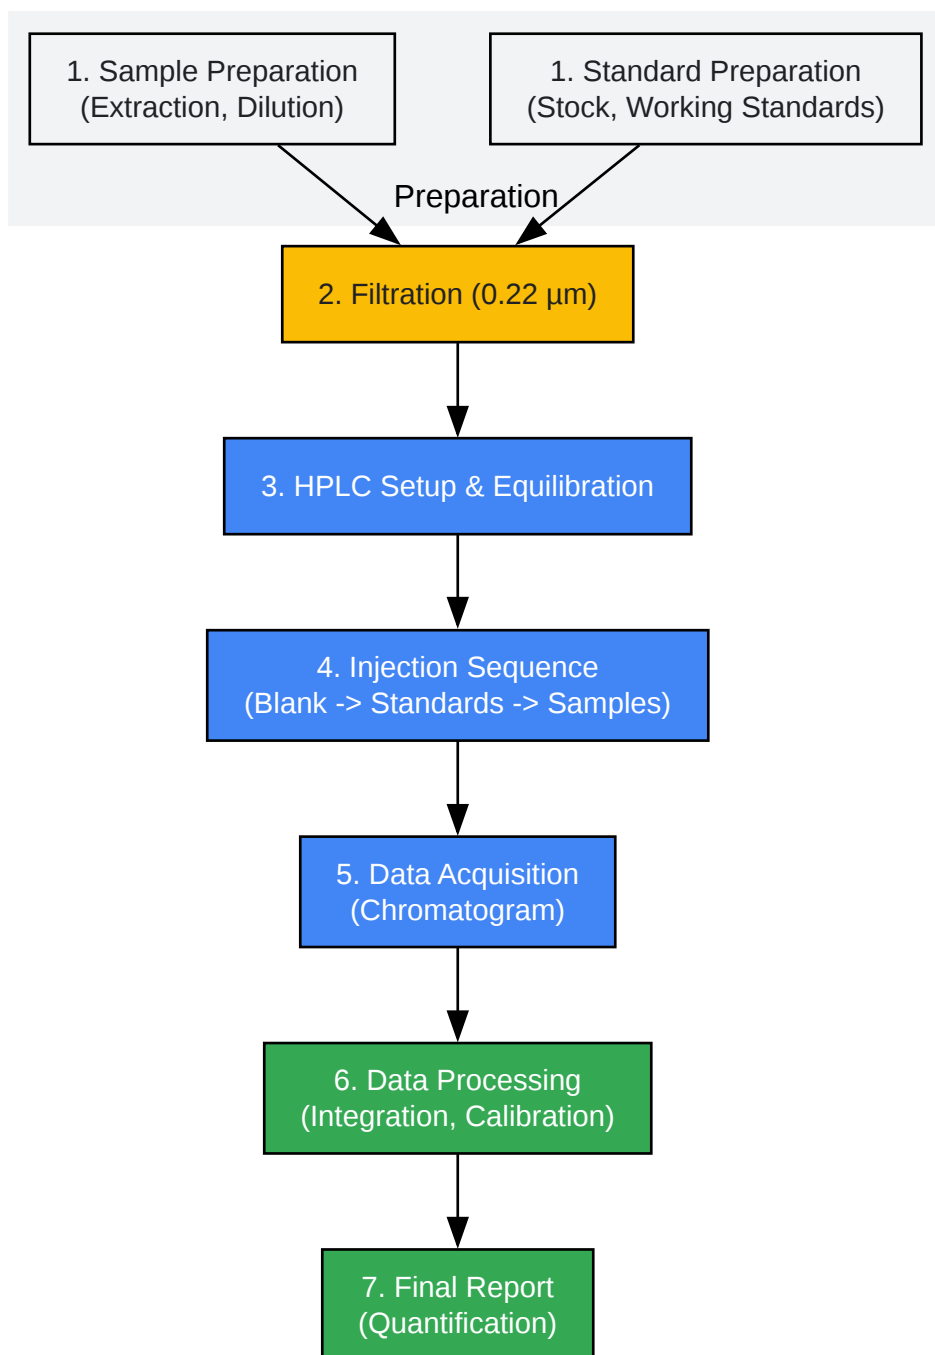 1. Sample Preparation
(Extraction, Dilution)
1. Standard Preparation
(Stock, Working Standards)
Preparation
2. Filtration (0.22 µm)
3. HPLC Setup & Equilibration
4. Injection Sequence
(Blank -> Standards -> Samples)
5. Data Acquisition
(Chromatogram)
6. Data Processing
(Integration, Calibration)
7. Final Report
(Quantification)